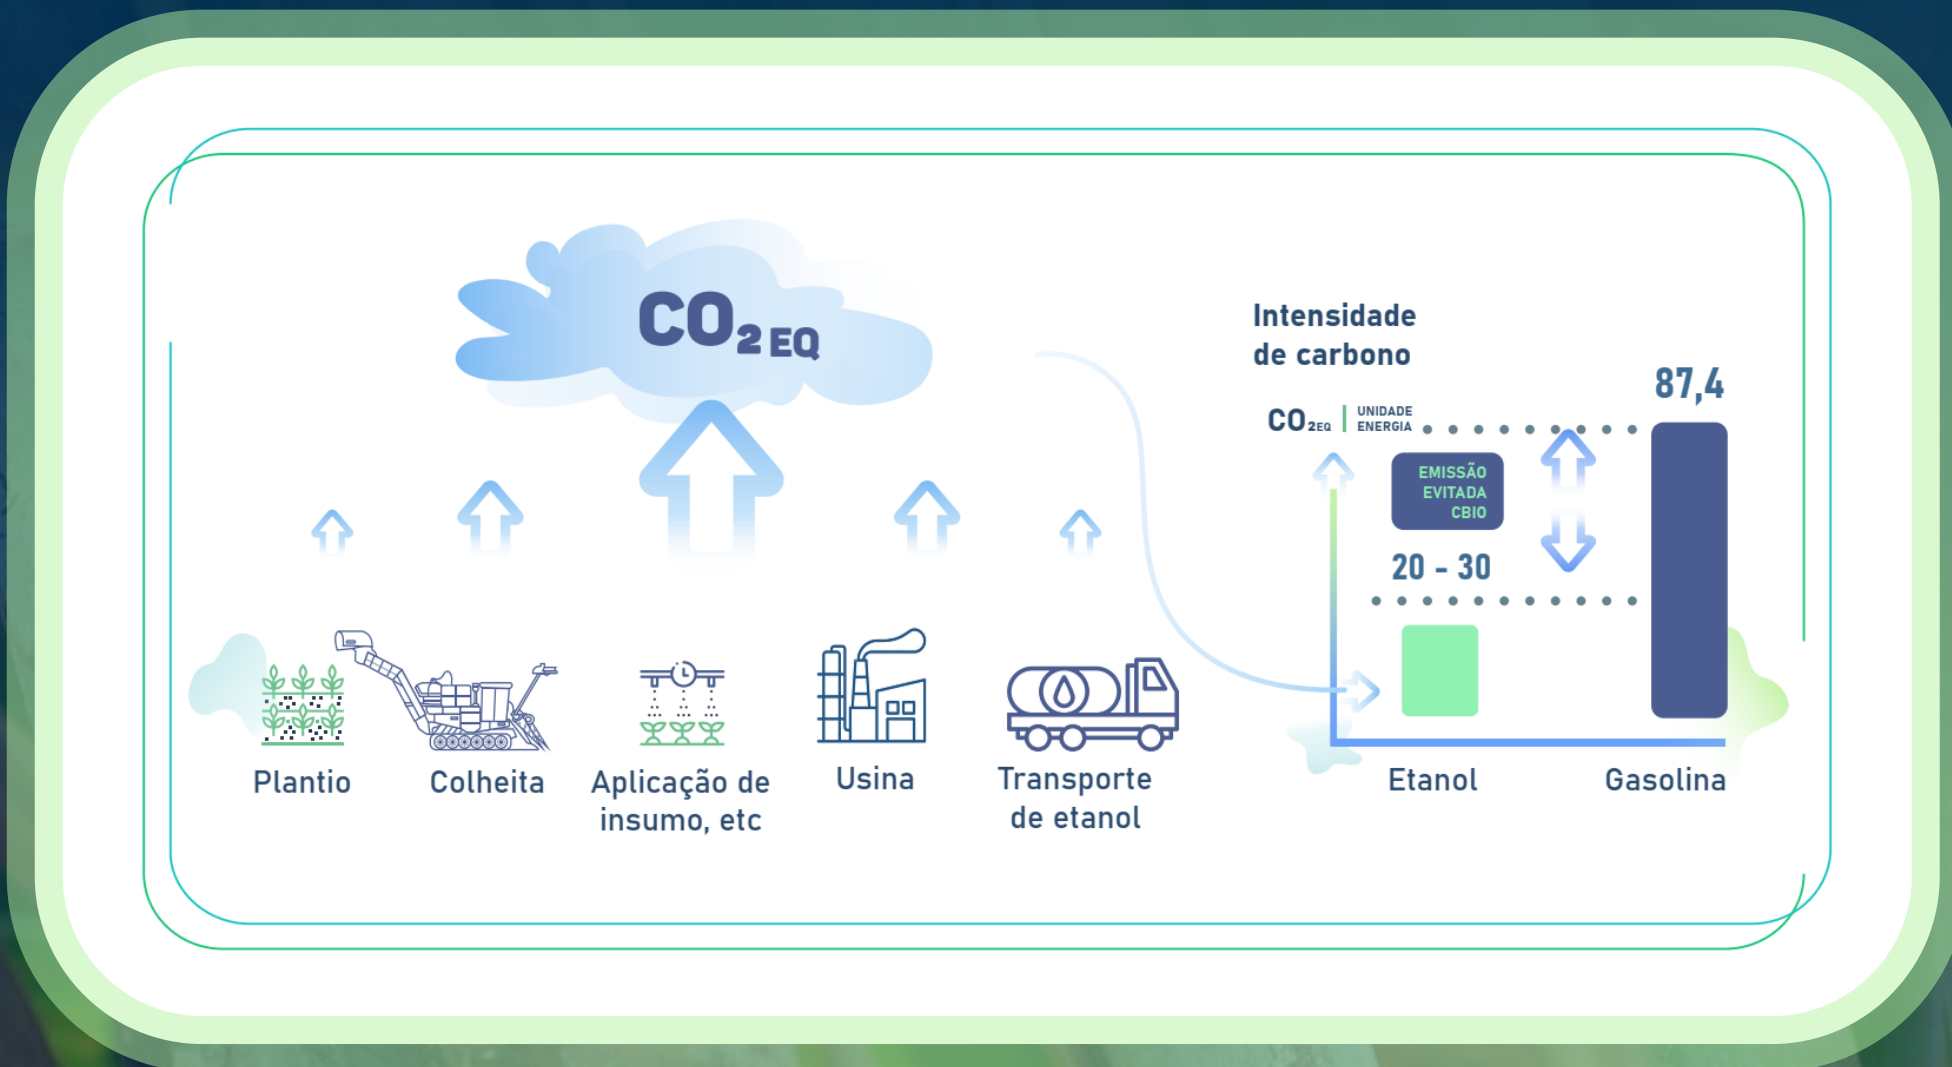 CO2 EQ
Plantio
Colheita
Aplicação de
insumo, etc
Usina
Transporte
de etanol
Intensidade
de carbono
CO2EQ
UNIDADE
ENERGIA
87,4
EMISSÃO
EVITADA
CBIO
20 - 30
Etanol
Gasolina